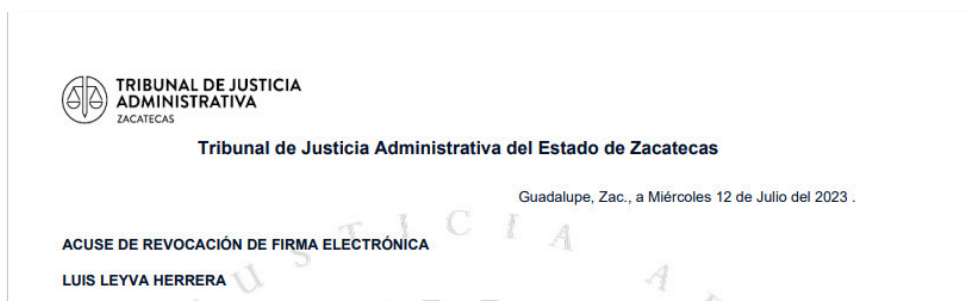 TRIBUNAL DE JUSTICIA
ADMINISTRATIVA
ZACATECAS
Tribunal de Justicia Administrativa del Estado de Zacatecas
Guadalupe, Zac., a Miércoles 12 de Julio del 2023 .
ACUSE DE REVOCACIÓN DE FIRMA ELECTRÓNICA
LUIS LEYVA HERRERA